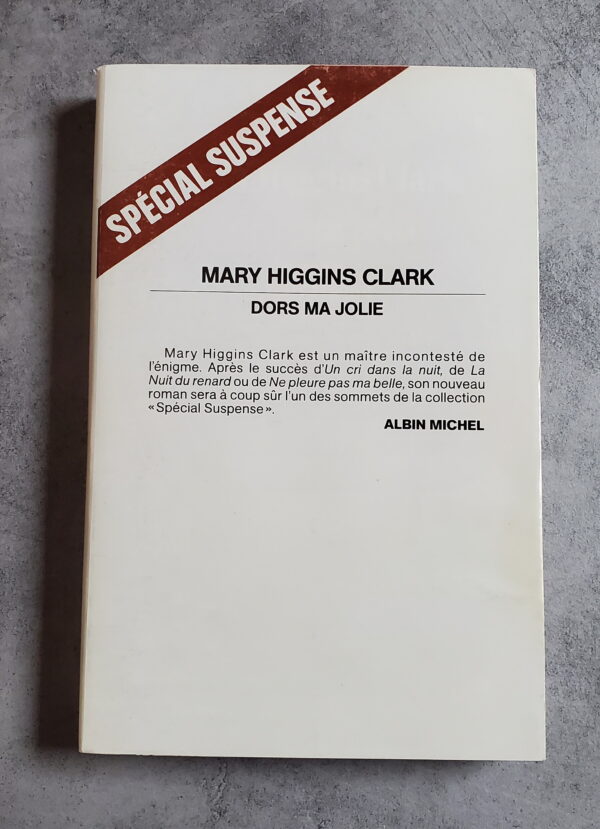 SPÉCIAL SUSPENSE
MARY HIGGINS CLARK
DORS MA JOLIE
Mary Higgins Clark est un maître incontesté de
l'énigme. Après le succès d'Un cri dans la nuit, de La
Nuit du renard ou de Ne pleure pas ma belle, son nouveau
roman sera à coup sûr l'un des sommets de la collection
«Spécial Suspense».
ALBIN MICHEL